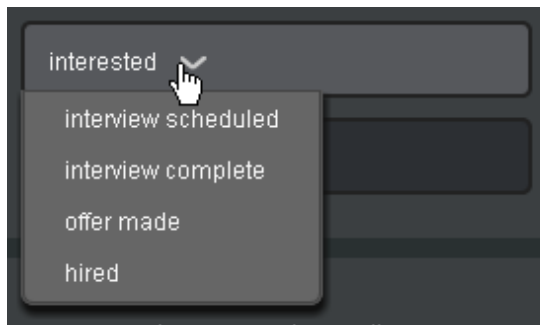 interested
interview scheduled
interview complete
offer made
hired